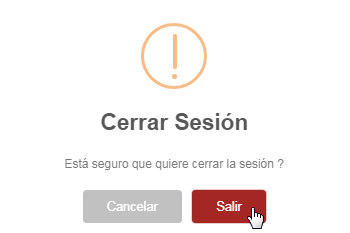 Cerrar Sesión
Está seguro que quiere cerrar la sesión ?
Cancelar
Salir